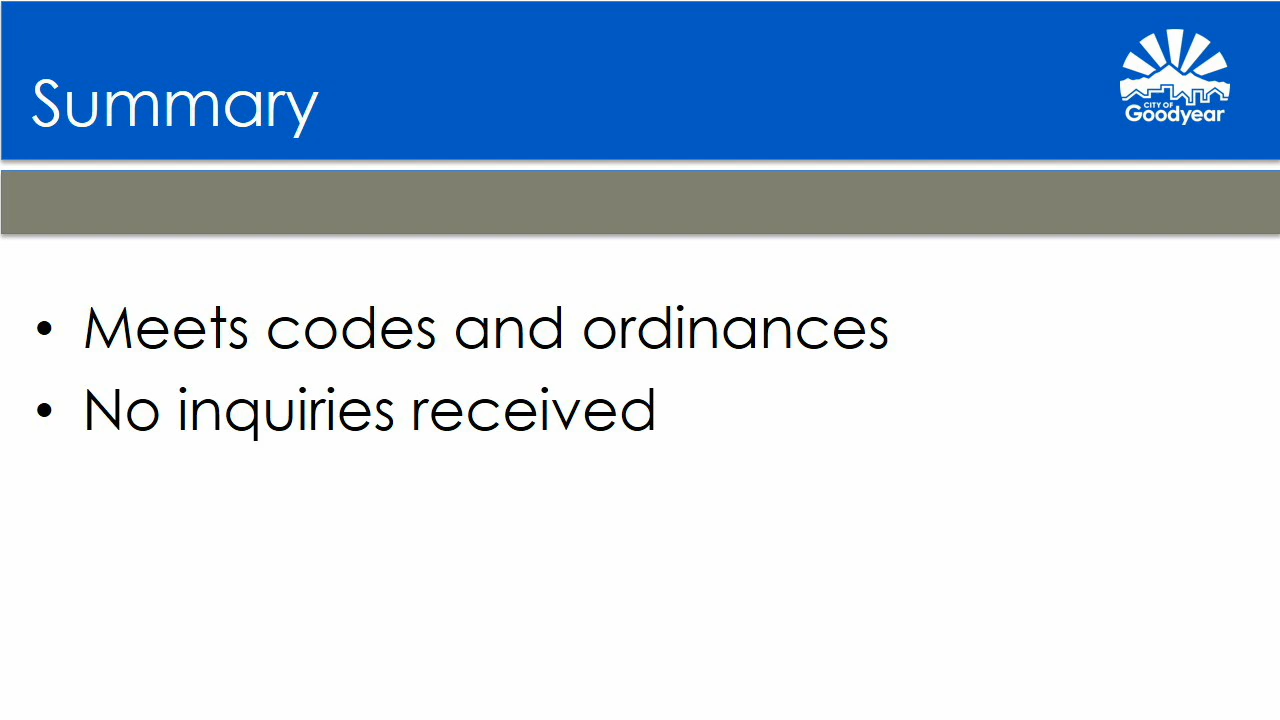 Summary
CITY OF
Goodyear
• Meets codes and ordinances
• No inquiries received